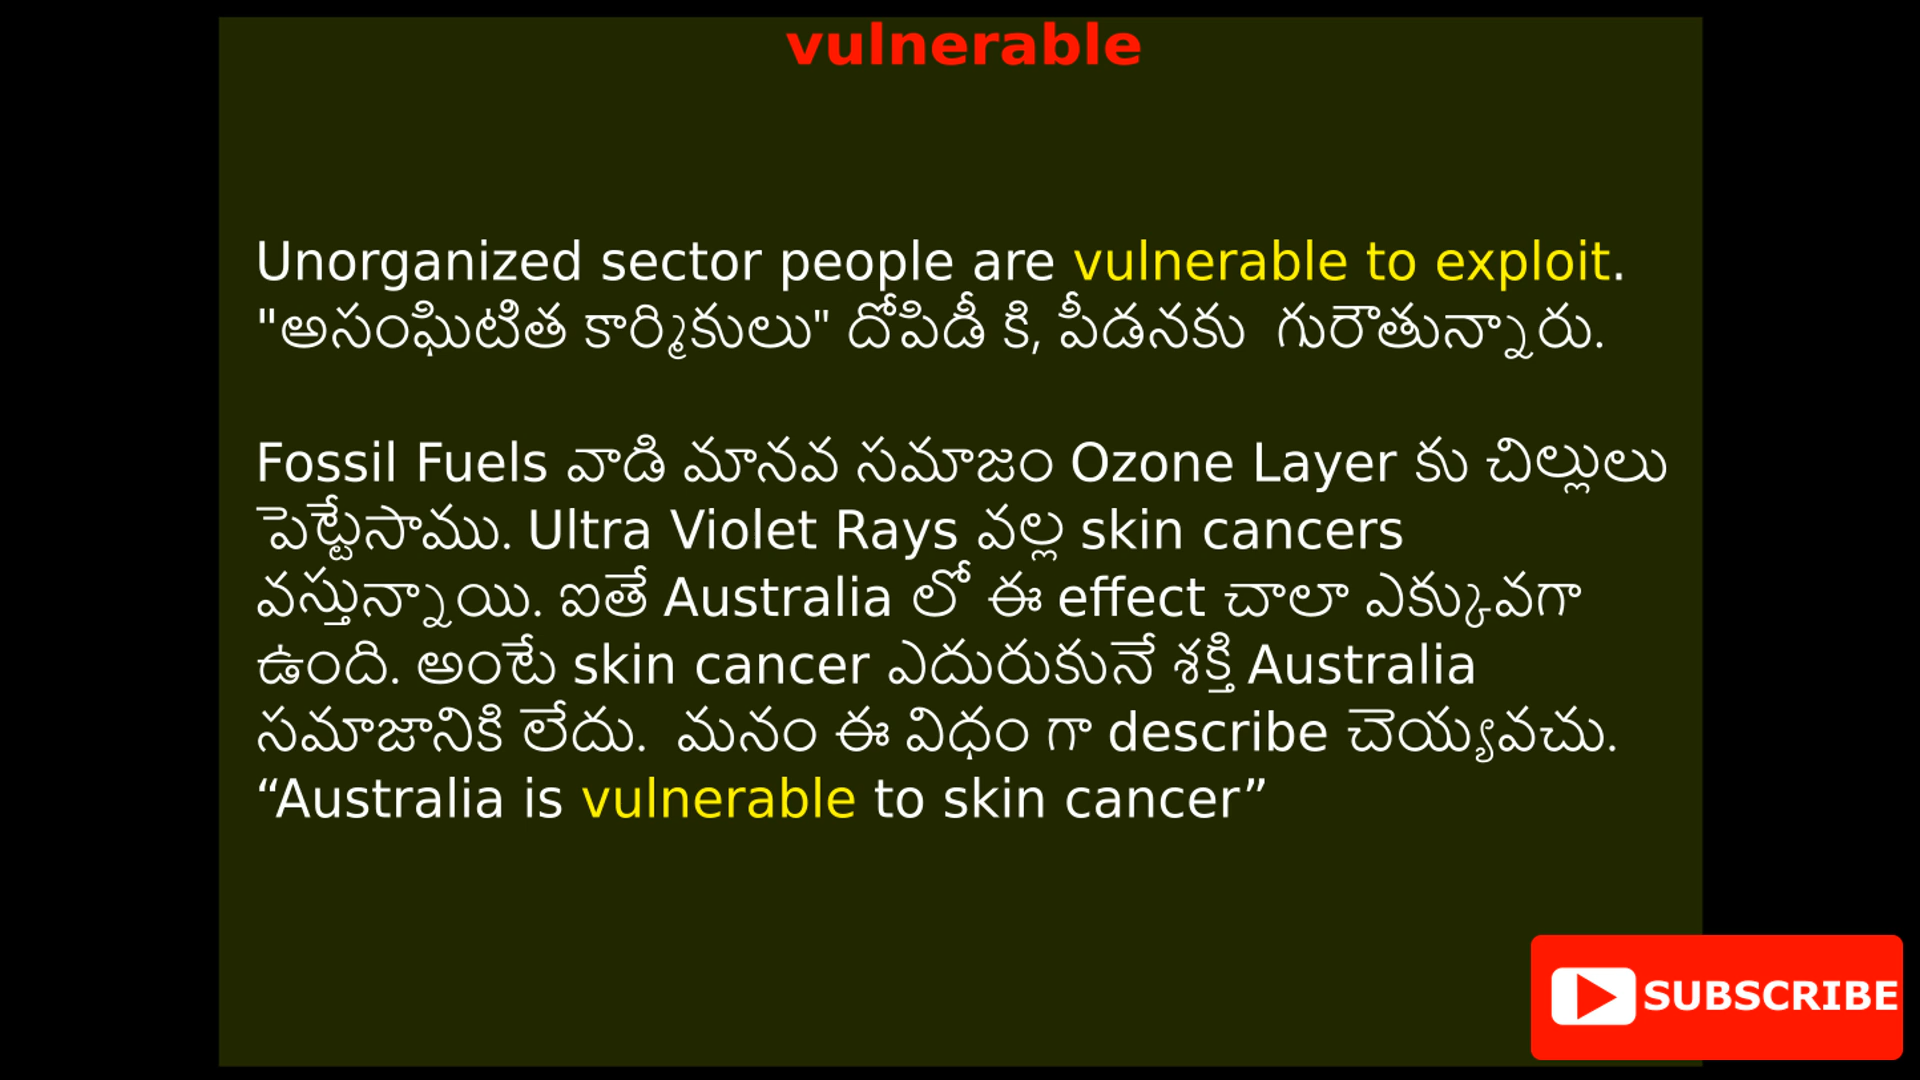 vulnerable
Unorganized sector people are vulnerable to exploit.
"అసంఘిటిత కార్మికులు" దోపిడీ కి, పీడనకు  గురౌతున్నారు.
Fossil Fuels వాడి మానవ సమాజం Ozone Layer కు చిల్లులు
పెట్టేసాము. Ultra Violet Rays వల్ల skin cancers
వస్తున్నాయి. ఐతే Australia లో ఈ effect చాలా ఎక్కువగా
ఉంది. అంటే skin cancer ఎదురుకునే శక్తి Australia
సమాజానికి లేదు.  మనం ఈ విధం గా describe చెయ్యవచు.
“Australia is vulnerable to skin cancer”
SUBSCRIBE